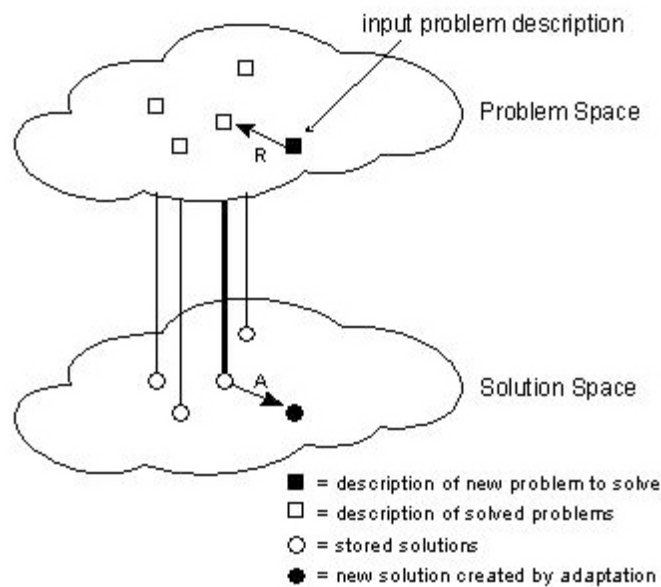 input problem description
Problem Space
R
A
Solution Space
= description of new problem to solve
= description of solved problems
= stored solutions
= new solution created by adaptation